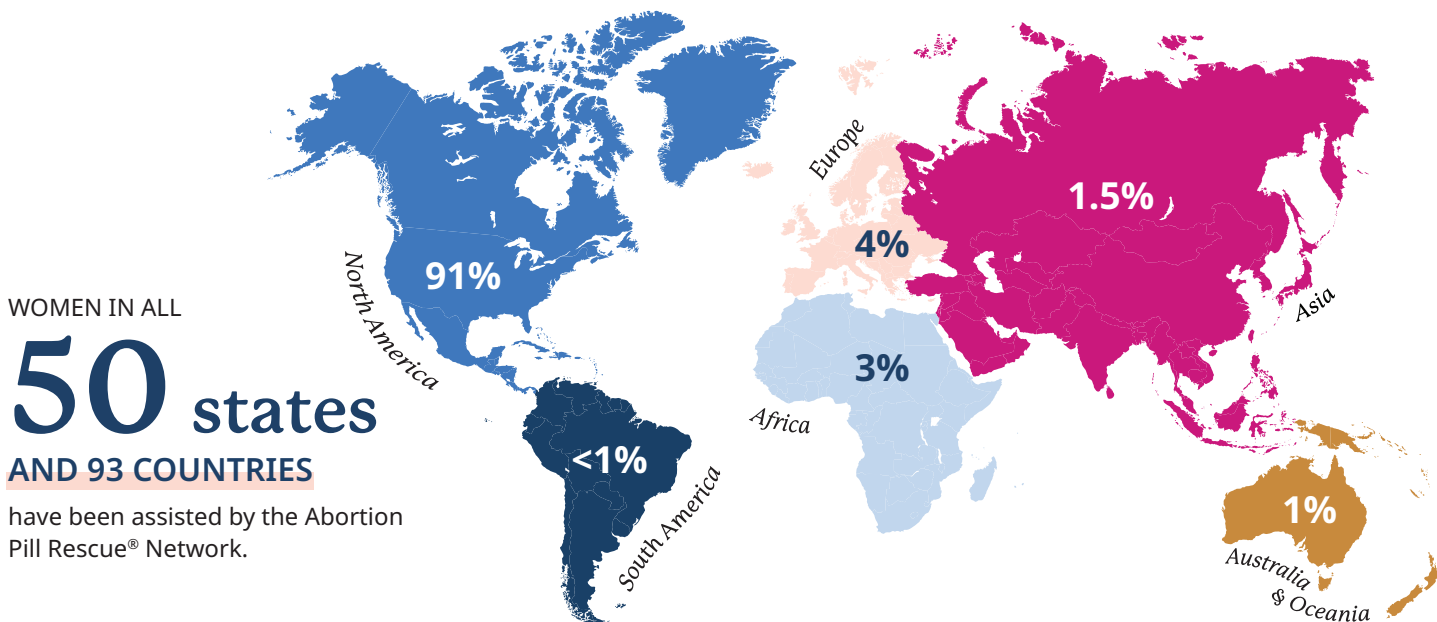 WOMEN IN ALL
50 states
AND 93 COUNTRIES
have been assisted by the Abortion
Pill Rescue® Network.
91%
North America
<1%
South America
Europe
4%
3%
Africa
1.5%
Asia
1%
Australia
& Oceania